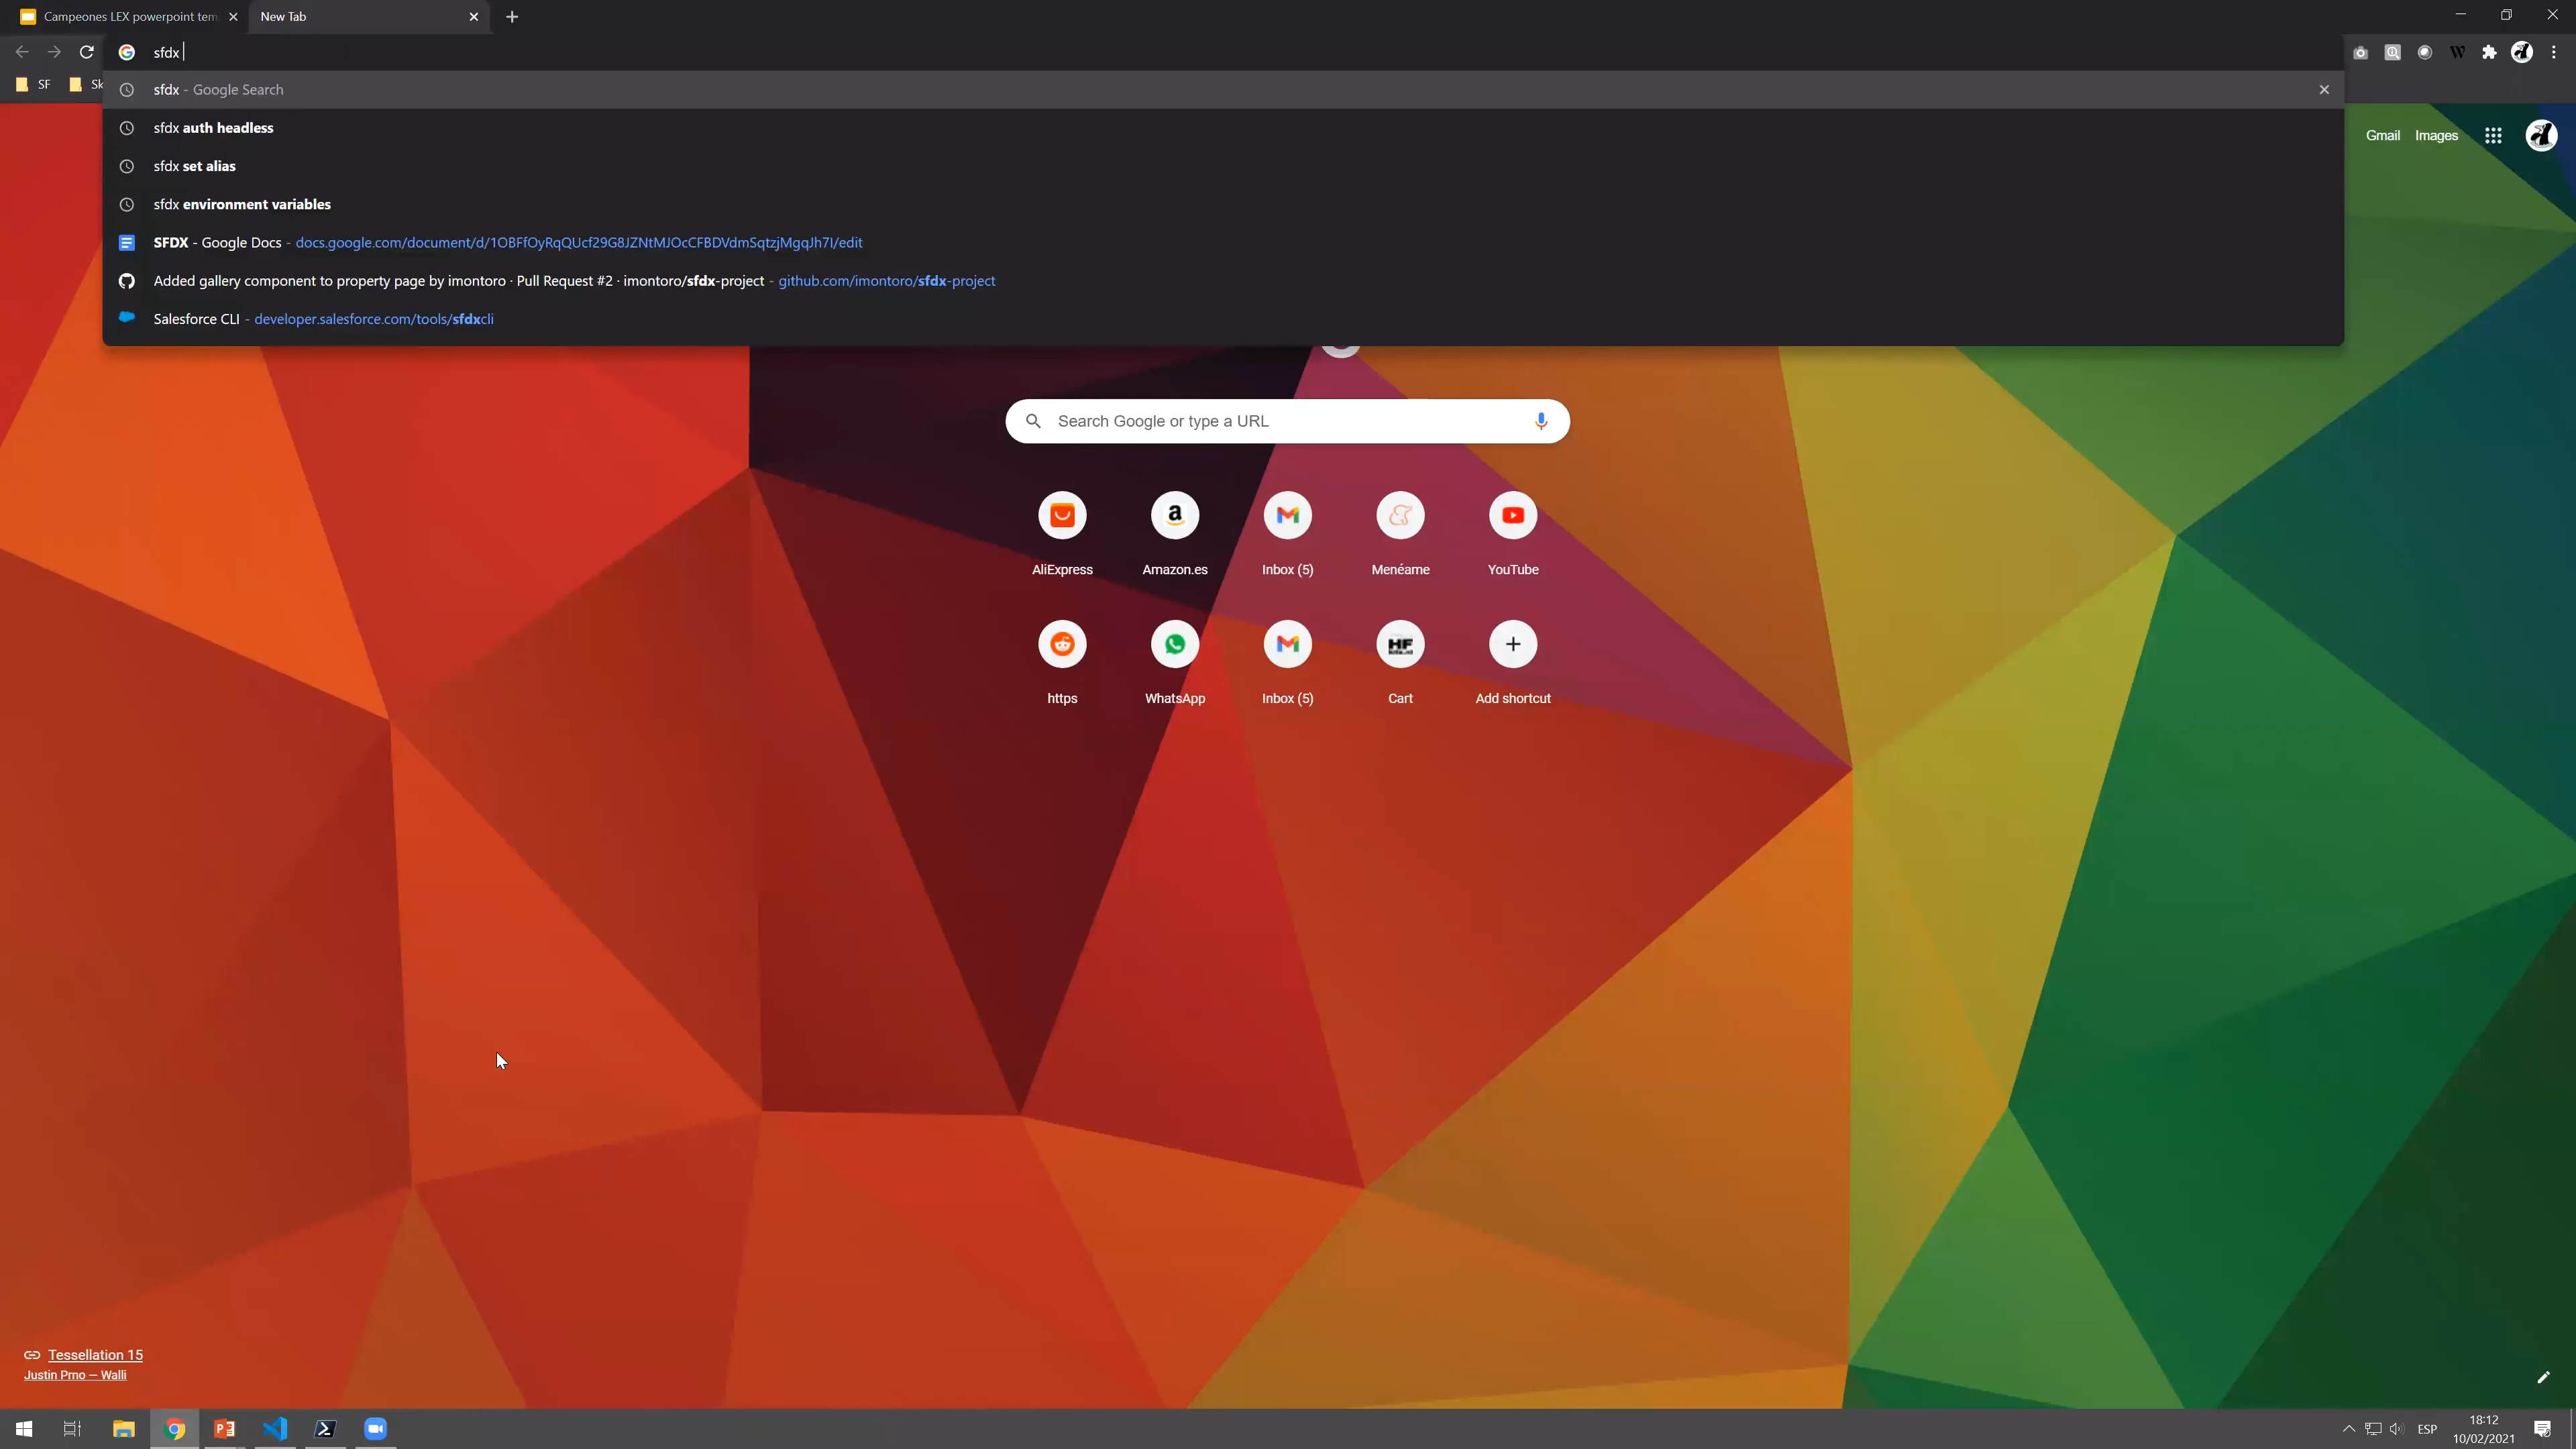 Campeones LEX powerpoint tem
New Tab
sfdx
SF
Sk
sfdx - Google Search
sfdx auth headless
sfdx set alias
sfdx environment variables
SFDX - Google Docs - docs.google.com/document/d/1OBFfOyRqQUcf29G8JZNtMJOcCFBDVdmSqtzjMgqJh7I/edit
Added gallery component to property page by imontoro · Pull Request #2 · imontoro/sfdx-project - github.com/imontoro/sfdx-project
Salesforce CLI - developer.salesforce.com/tools/sfdxcli
Gmail Images
Search Google or type a URL
AliExpress Amazon.es Inbox (5) Menéame YouTube
https WhatsApp Inbox (5) Cart Add shortcut
Tessellation 15
Justin Prno — Walli
ESP
18:12
10/02/2021